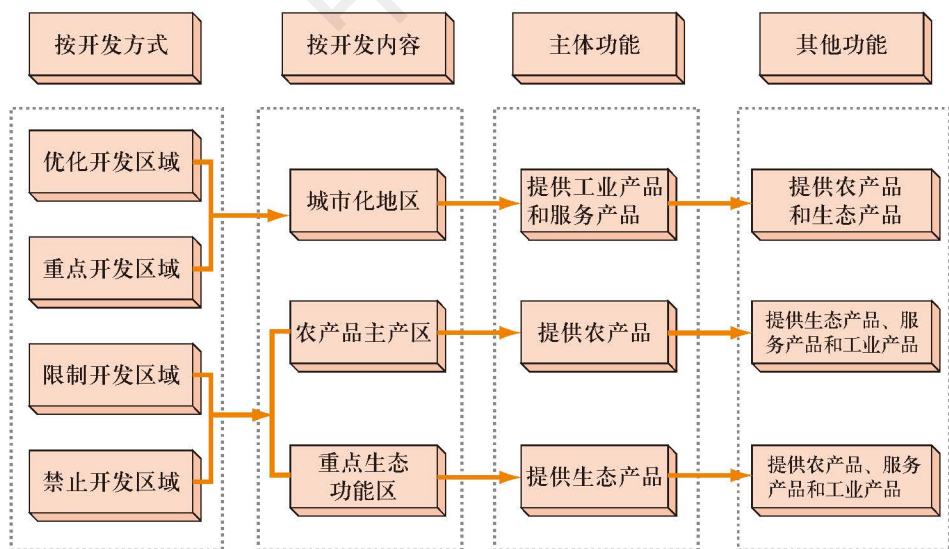 按开发方式
按开发内容
主体功能
其他功能
优化开发区域
重点开发区域
限制开发区域
禁止开发区域
城市化地区
农产品主产区
重点生态
功能区
提供工业产品
和服务产品
提供农产品
提供生态产品
提供农产品
和生态产品
提供生态产品、服
务产品和工业产品
提供农产品、服务
产品和工业产品